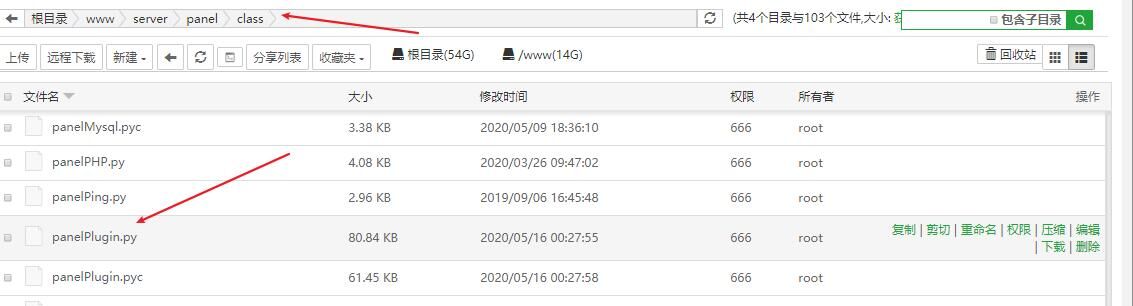 根目录 www server panel class (共4个目录与103个文件,大小: 包含子目录
上传 远程下载 新建 分享列表 收藏夹 根目录(54G) /www(14G) 回收站
文件名 大小 修改时间 权限 所有者 操作
panelMysql.pyc 3.38 KB 2020/05/09 18:36:10 666 root
panelPHP.py 4.08 KB 2020/03/26 09:47:02 666 root
panelPing.py 2.96 KB 2019/09/06 16:45:48 666 root
panelPlugin.py 80.84 KB 2020/05/16 00:27:55 666 root 复制 | 剪切 | 重命名 | 权限 | 压缩 | 编辑
| 下载 | 删除
panelPlugin.pyc 61.45 KB 2020/05/16 00:27:58 666 root